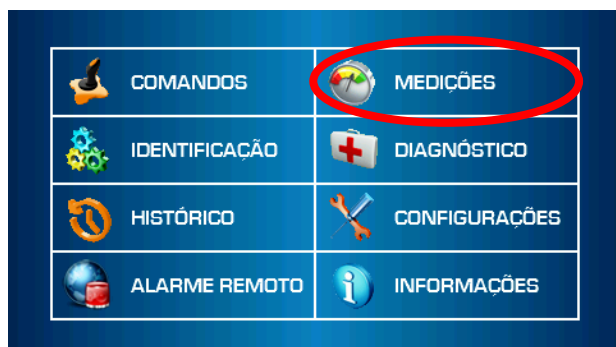 COMANDOS
MEDIÇÕES
IDENTIFICAÇÃO
DIAGNÓSTICO
HISTÓRICO
CONFIGURAÇÕES
ALARME REMOTO
INFORMAÇÕES